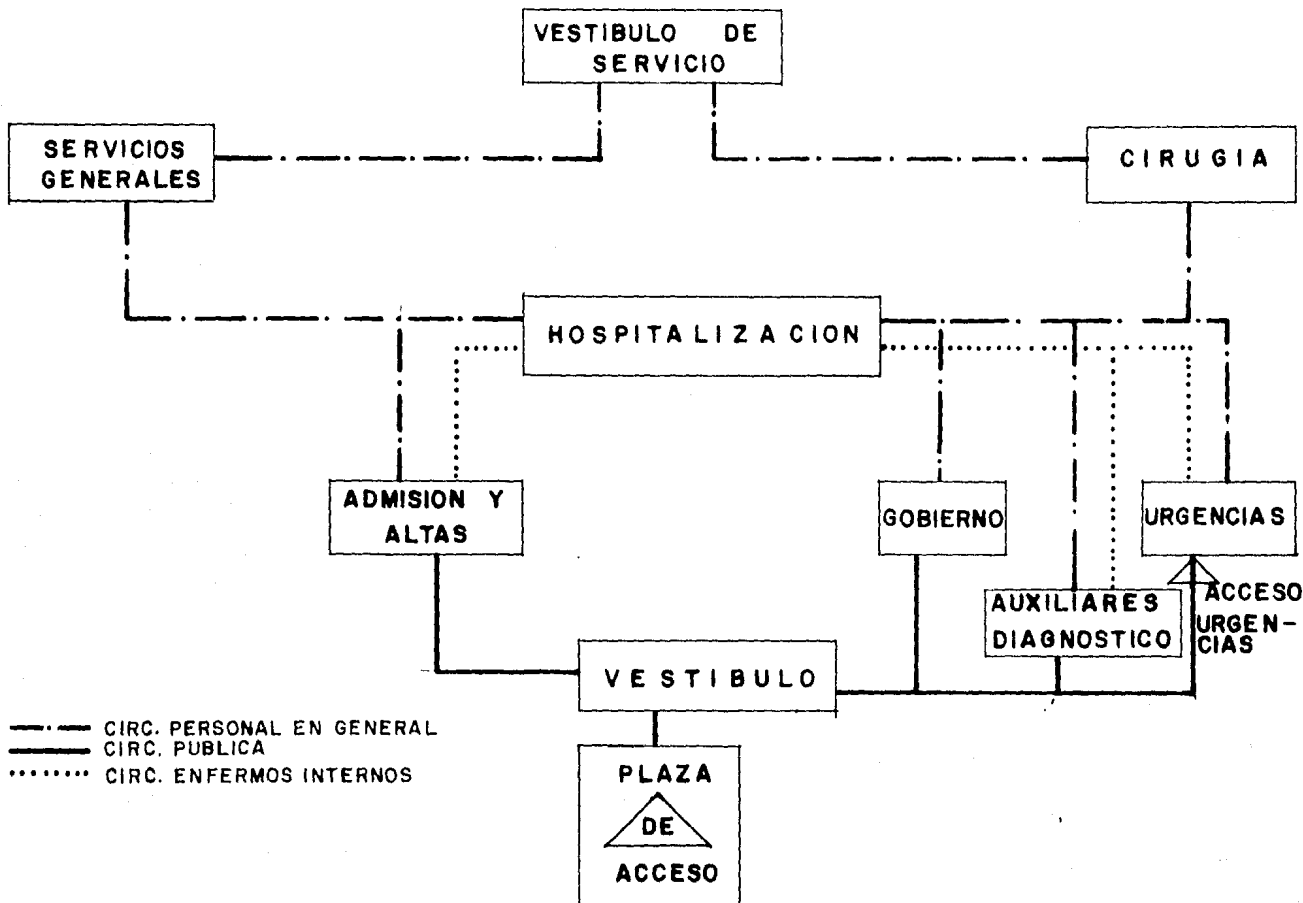 VESTIBULO DE
SERVICIO
SERVICIOS
GENERALES
CIRUGIA
HOSPITALIZACION
ADMISION Y
ALTAS
GOBIERNO
URGENCIAS
ACCESO
URGEN-
CIAS
AUXILIARES
DIAGNOSTICO
VESTIBULO
CIRC. PERSONAL EN GENERAL
CIRC. PUBLICA
CIRC. ENFERMOS INTERNOS
PLAZA
DE
ACCESO